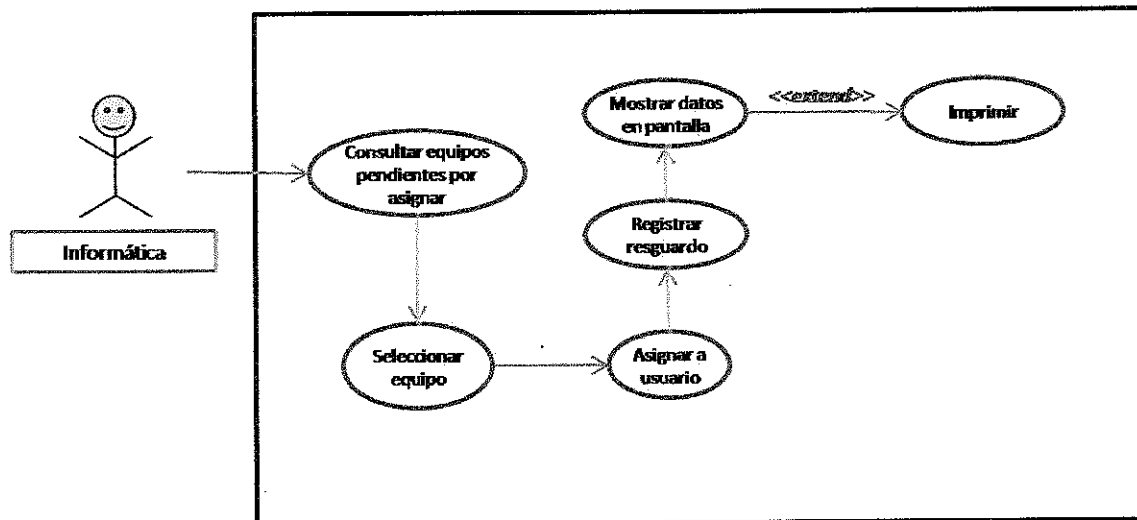 Informática
Consultar equipos
pendientes por
asignar
Seleccionar
equipo
Asignar a
usuario
Registrar
resguardo
Mostrar datos
en pantalla
<<extend>>
Imprimir